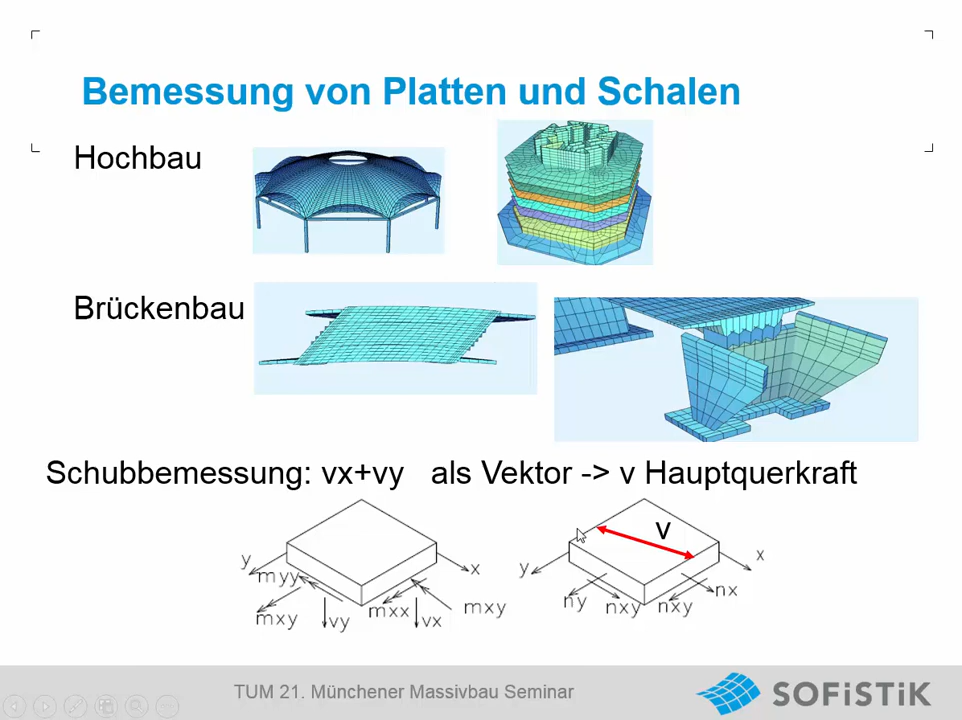 Bemessung von Platten und Schalen
Hochbau
Brückenbau
Schubbemessung: vx+vy als Vektor -> v Hauptquerkraft
v
y
x
myy
mxy
vy
mxx
vx
mxy
y
x
ny
nxy
nxy
nx
TUM 21. Münchener Massivbau Seminar
SOFiSTiK